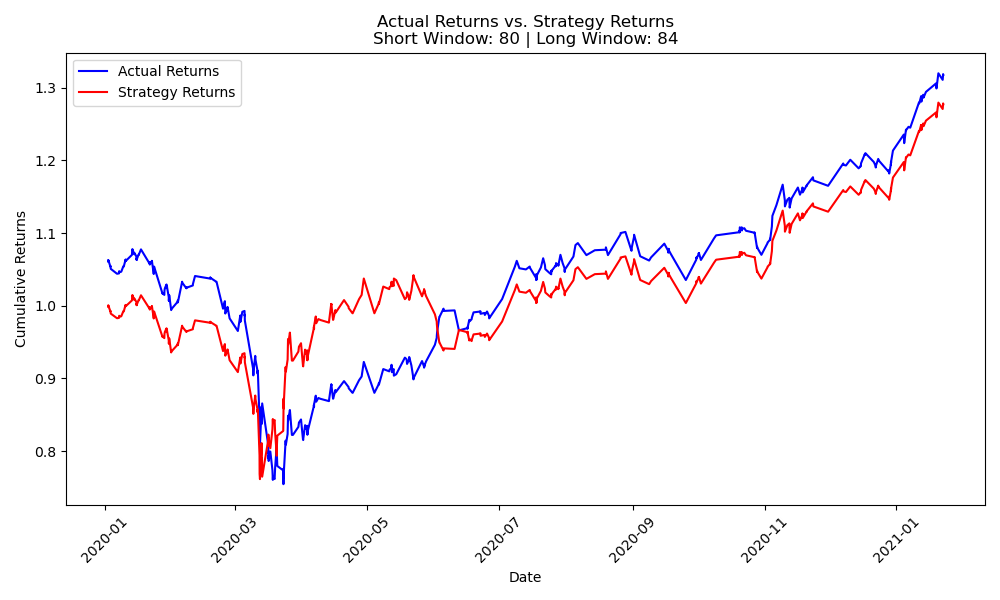 Actual Returns vs. Strategy Returns
Short Window: 80 | Long Window: 84
Actual Returns
Strategy Returns
Cumulative Returns
1.3
1.2
1.1
1.0
0.9
0.8
2020-01
2020-03
2020-05
2020-07
2020-09
2020-11
2021-01
Date